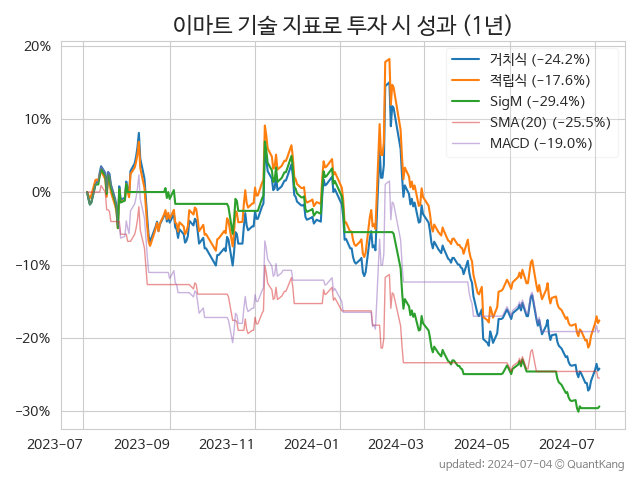 이마트 기술 지표로 투자 시 성과 (1년)
거치식 (−24.2%)
적립식 (−17.6%)
SigM (−29.4%)
SMA(20) (−25.5%)
MACD (−19.0%)
20%
10%
0%
−10%
−20%
−30%
2023-07 2023-09 2023-11 2024-01 2024-03 2024-05 2024-07
updated: 2024-07-04 © QuantKang